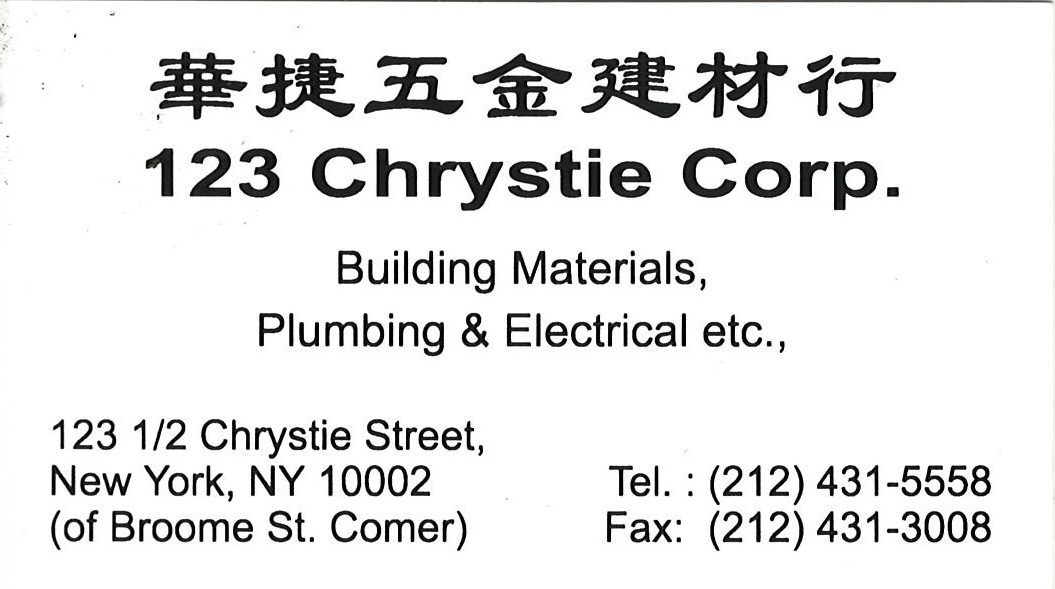 華捷五金建材行
123 Chrystie Corp.
Building Materials,
Plumbing & Electrical etc.,
123 1/2 Chrystie Street,
New York, NY 10002
(of Broome St. Comer)
Tel. : (212) 431-5558
Fax: (212) 431-3008